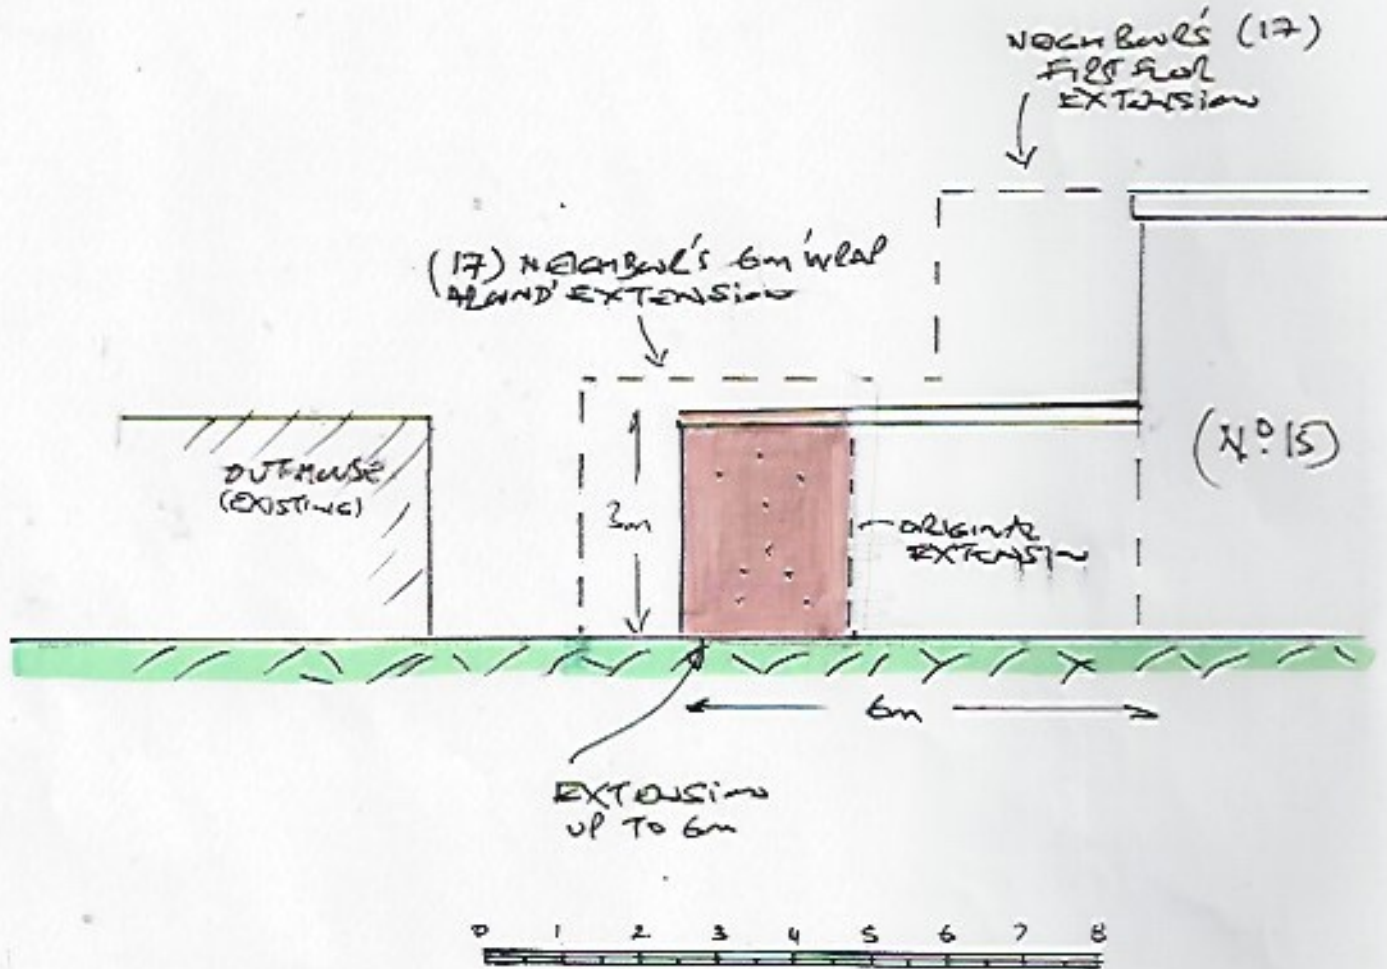 NEIGHBOUR'S (17)
FIRST FLOOR
EXTENSION
(17) NEIGHBOUR'S 6m 'WRAP
AROUND' EXTENSION
OUTHOUSE
(EXISTING)
3m
ORIGINAL
EXTENSION
(No. 15)
6m
EXTENSION
UP TO 6m
0 1 2 3 4 5 6 7 8